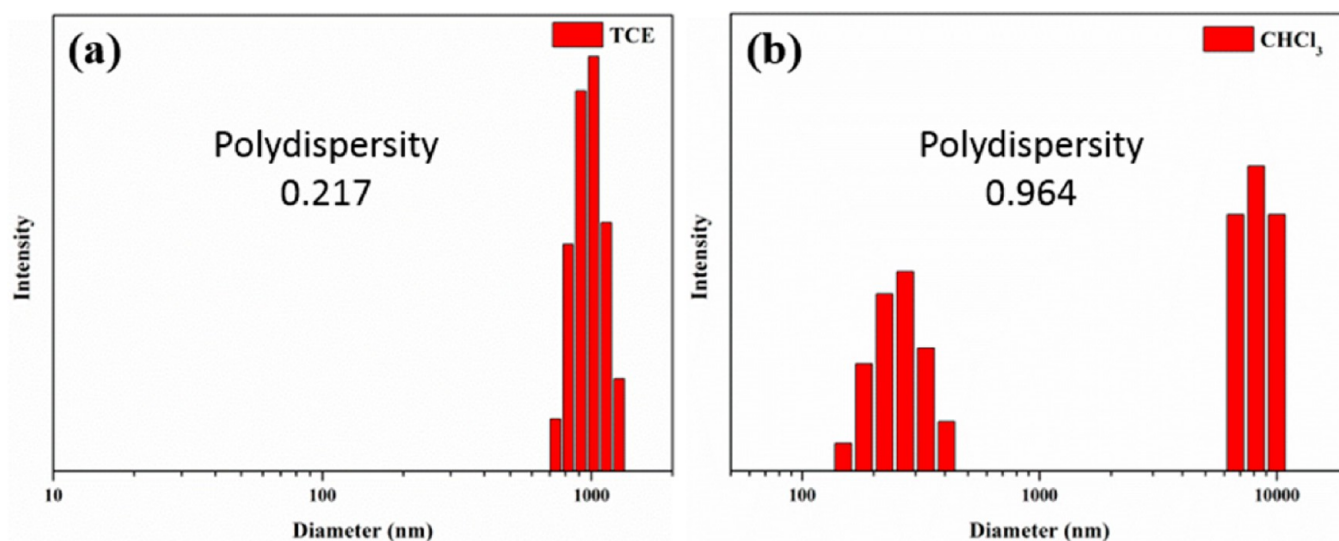 (a)
TCE
Polydispersity
0.217
Intensity
10
100
1000
Diameter (nm)
(b)
CHCl₃
Polydispersity
0.964
Intensity
100
1000
10000
Diameter (nm)